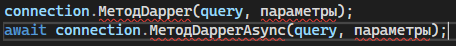 connection.МетодDapper(query, параметры);
await connection.МетодDapperAsync(query, параметры);